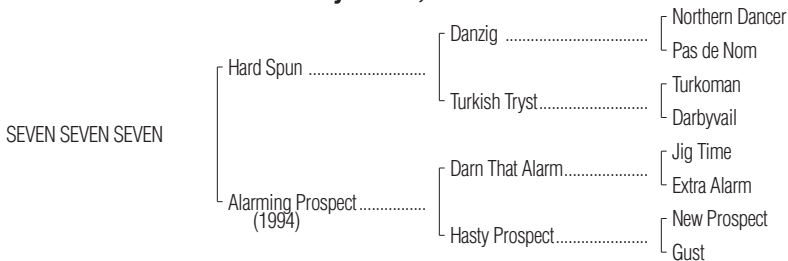 Northern Dancer
Danzig ................................
Pas de Nom
Hard Spun ..........................
Turkoman
Turkish Tryst........................
Darbyvail
SEVEN SEVEN SEVEN
Jig Time
Darn That Alarm..................
Extra Alarm
Alarming Prospect...............
(1994)
New Prospect
Hasty Prospect....................
Gust